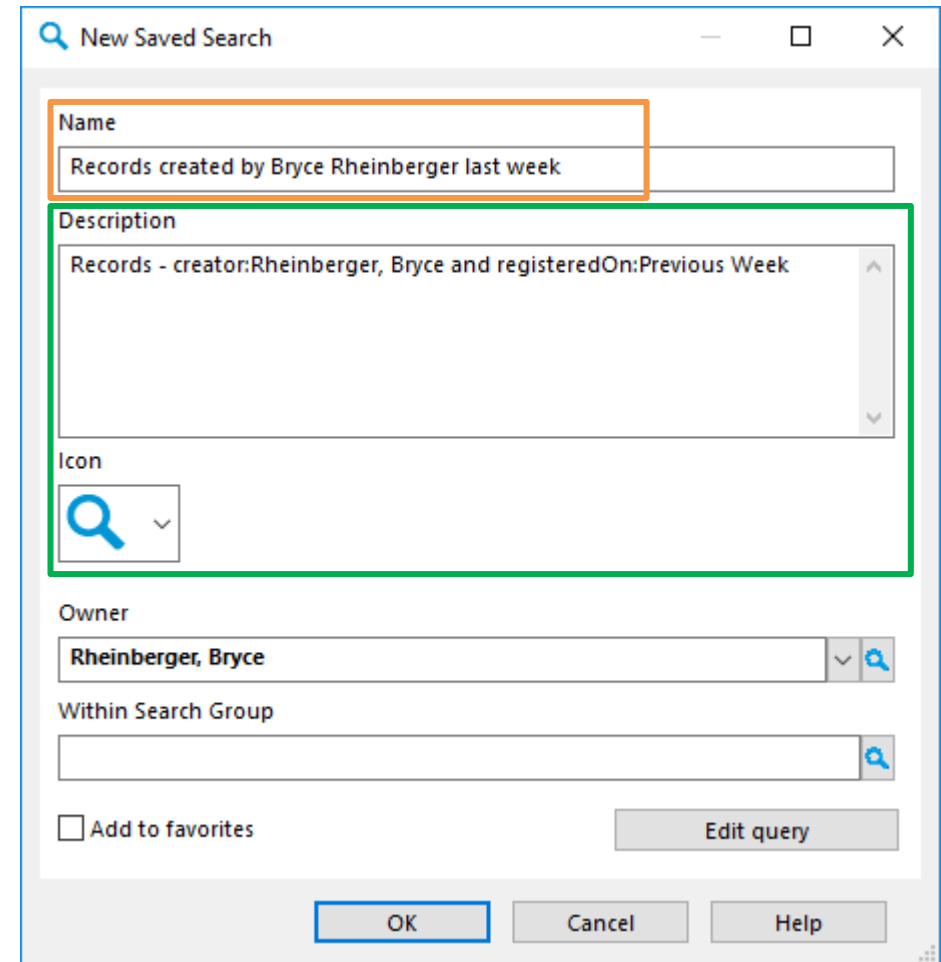 New Saved Search
Name
Records created by Bryce Rheinberger last week
Description
Records - creator:Rheinberger, Bryce and registeredOn:Previous Week
Icon
Owner
Rheinberger, Bryce
Within Search Group
Add to favorites
Edit query
OK Cancel Help